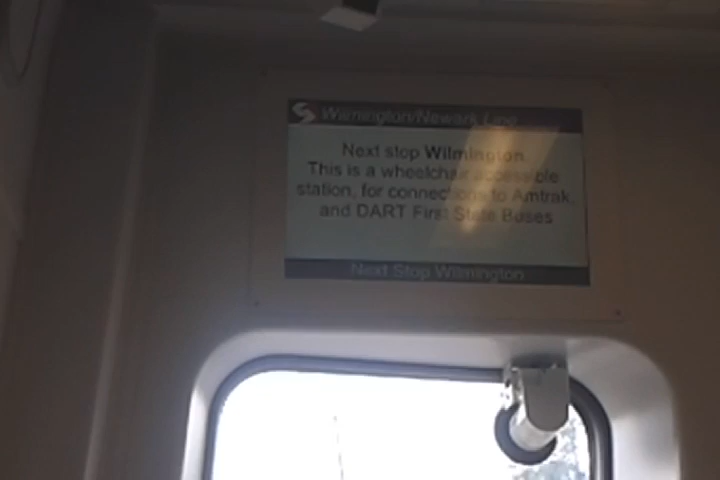 Wilmington/Newark Line
Next stop Wilmington.
This is a wheelchair accessible
station, for connections to Amtrak,
and DART First State Buses
Next Stop Wilmington